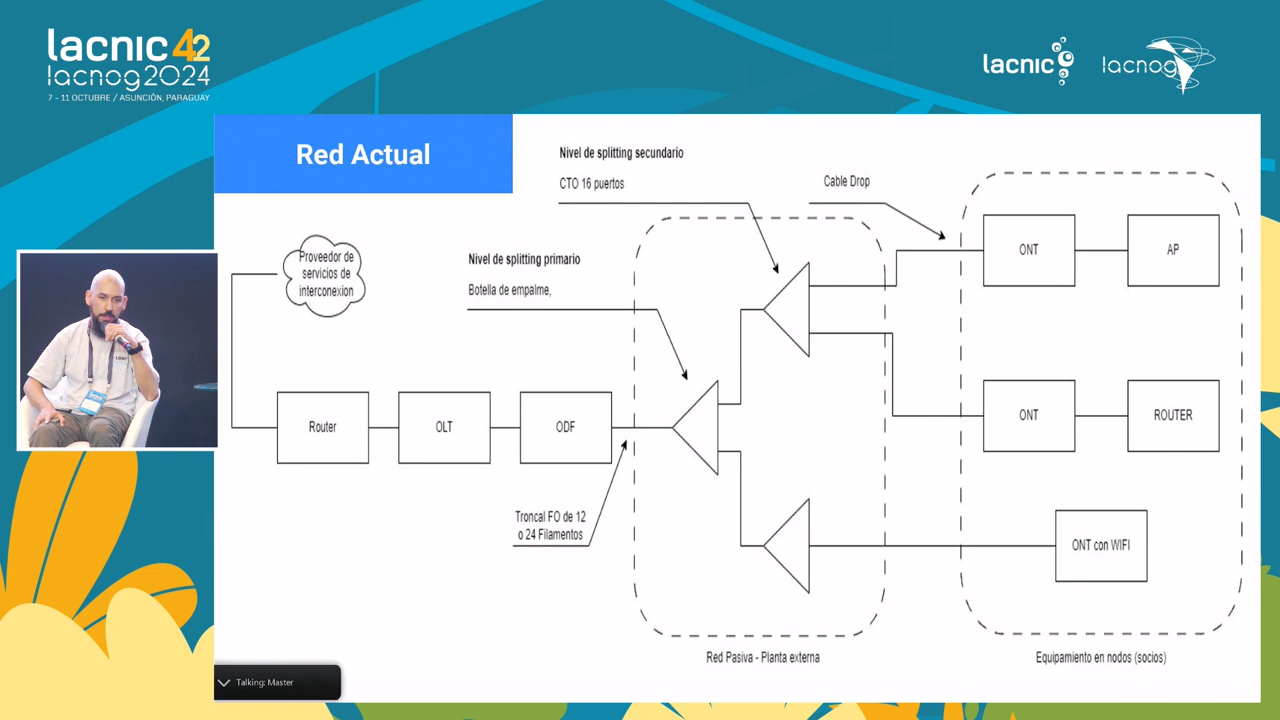 lacnic 42
lacnog2024
7 - 11 OCTUBRE / ASUNCIÓN, PARAGUAY
lacnic
lacnog
Red Actual
Nivel de splitting secundario
CTO 16 puertos
Cable Drop
Proveedor de
servicios de
interconexion
Nivel de splitting primario
Botella de empalme,
ONT
AP
Router
OLT
ODF
ONT
ROUTER
Troncal FO de 12
o 24 Filamentos
ONT con WIFI
Red Pasiva - Planta externa
Equipamiento en nodos (socios)
Talking: Master